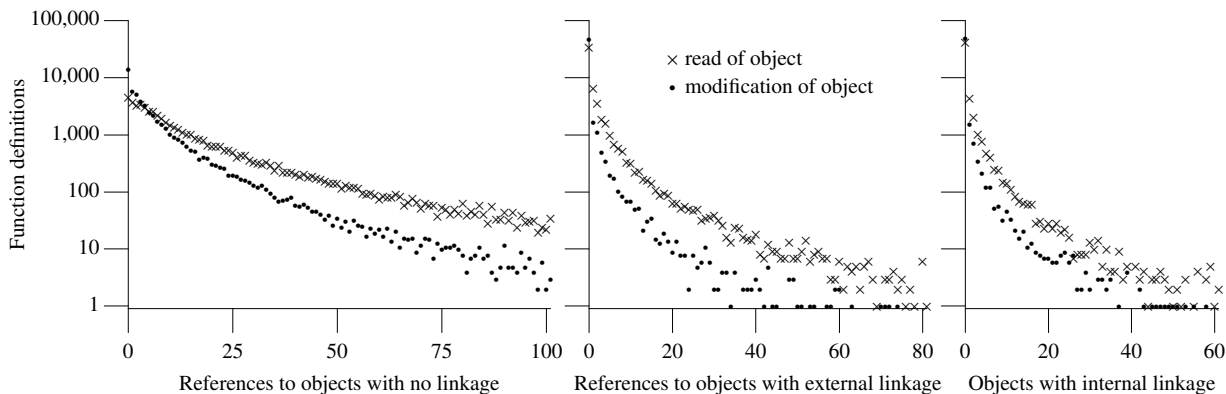 100,000
10,000
1,000
100
10
1
Function definitions
0 25 50 75 100
References to objects with no linkage
× read of object
• modification of object
0 20 40 60 80
References to objects with external linkage
0 20 40 60
Objects with internal linkage